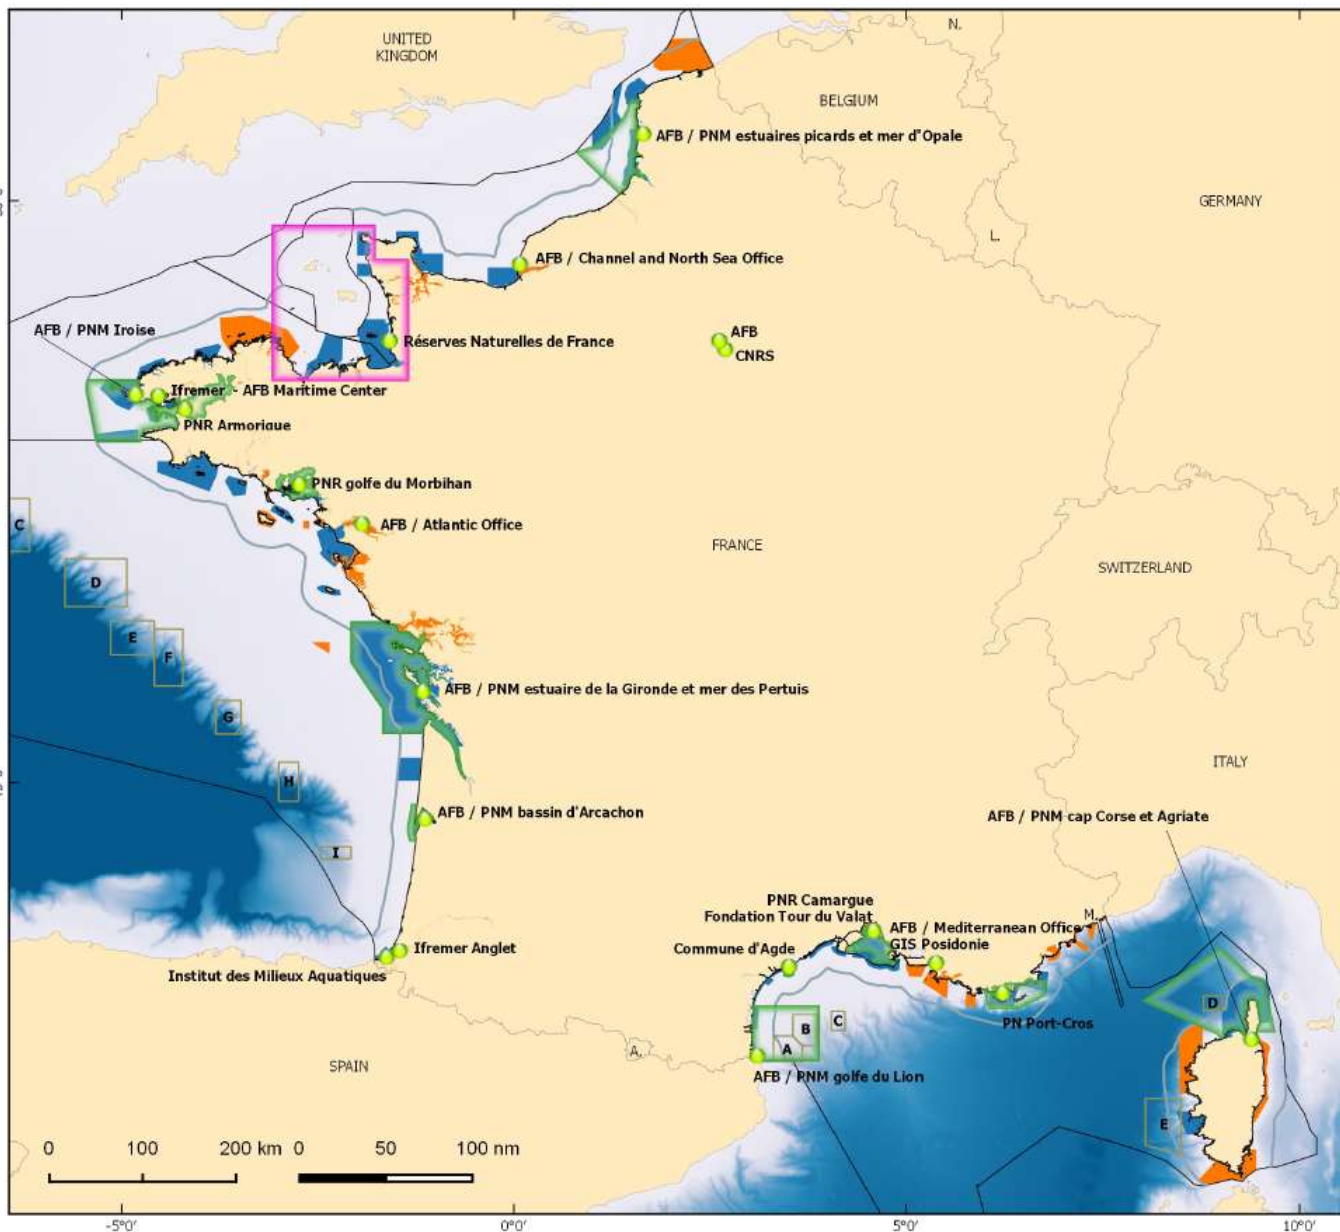 UNITED
KINGDOM
N.
BELGIUM
AFB / PNM estuaires picards et mer d'Opale
GERMANY
L.
AFB / Channel and North Sea Office
AFB / PNM Iroise
AFB
Réserves Naturelles de France
CNRS
Ifremer - AFB Maritime Center
PNR Armorique
PNR golfe du Morbihan
C
AFB / Atlantic Office
FRANCE
SWITZERLAND
D
E
F
AFB / PNM estuaire de la Gironde et mer des Pertuis
G
ITALY
H
AFB / PNM bassin d'Arcachon
AFB / PNM cap Corse et Agriate
I
PNR Camargue
Fondation Tour du Valat
M.
AFB / Mediterranean Office
GIS Posidonie
Commune d'Agde
Ifremer Anglet
Institut des Milieux Aquatiques
D
PN Port-Cros
B
C
A
A.
SPAIN
AFB / PNM golfe du Lion
E
0 100 200 km
0 50 100 nm
-5°0'
0°0'
5°0'
10°0'